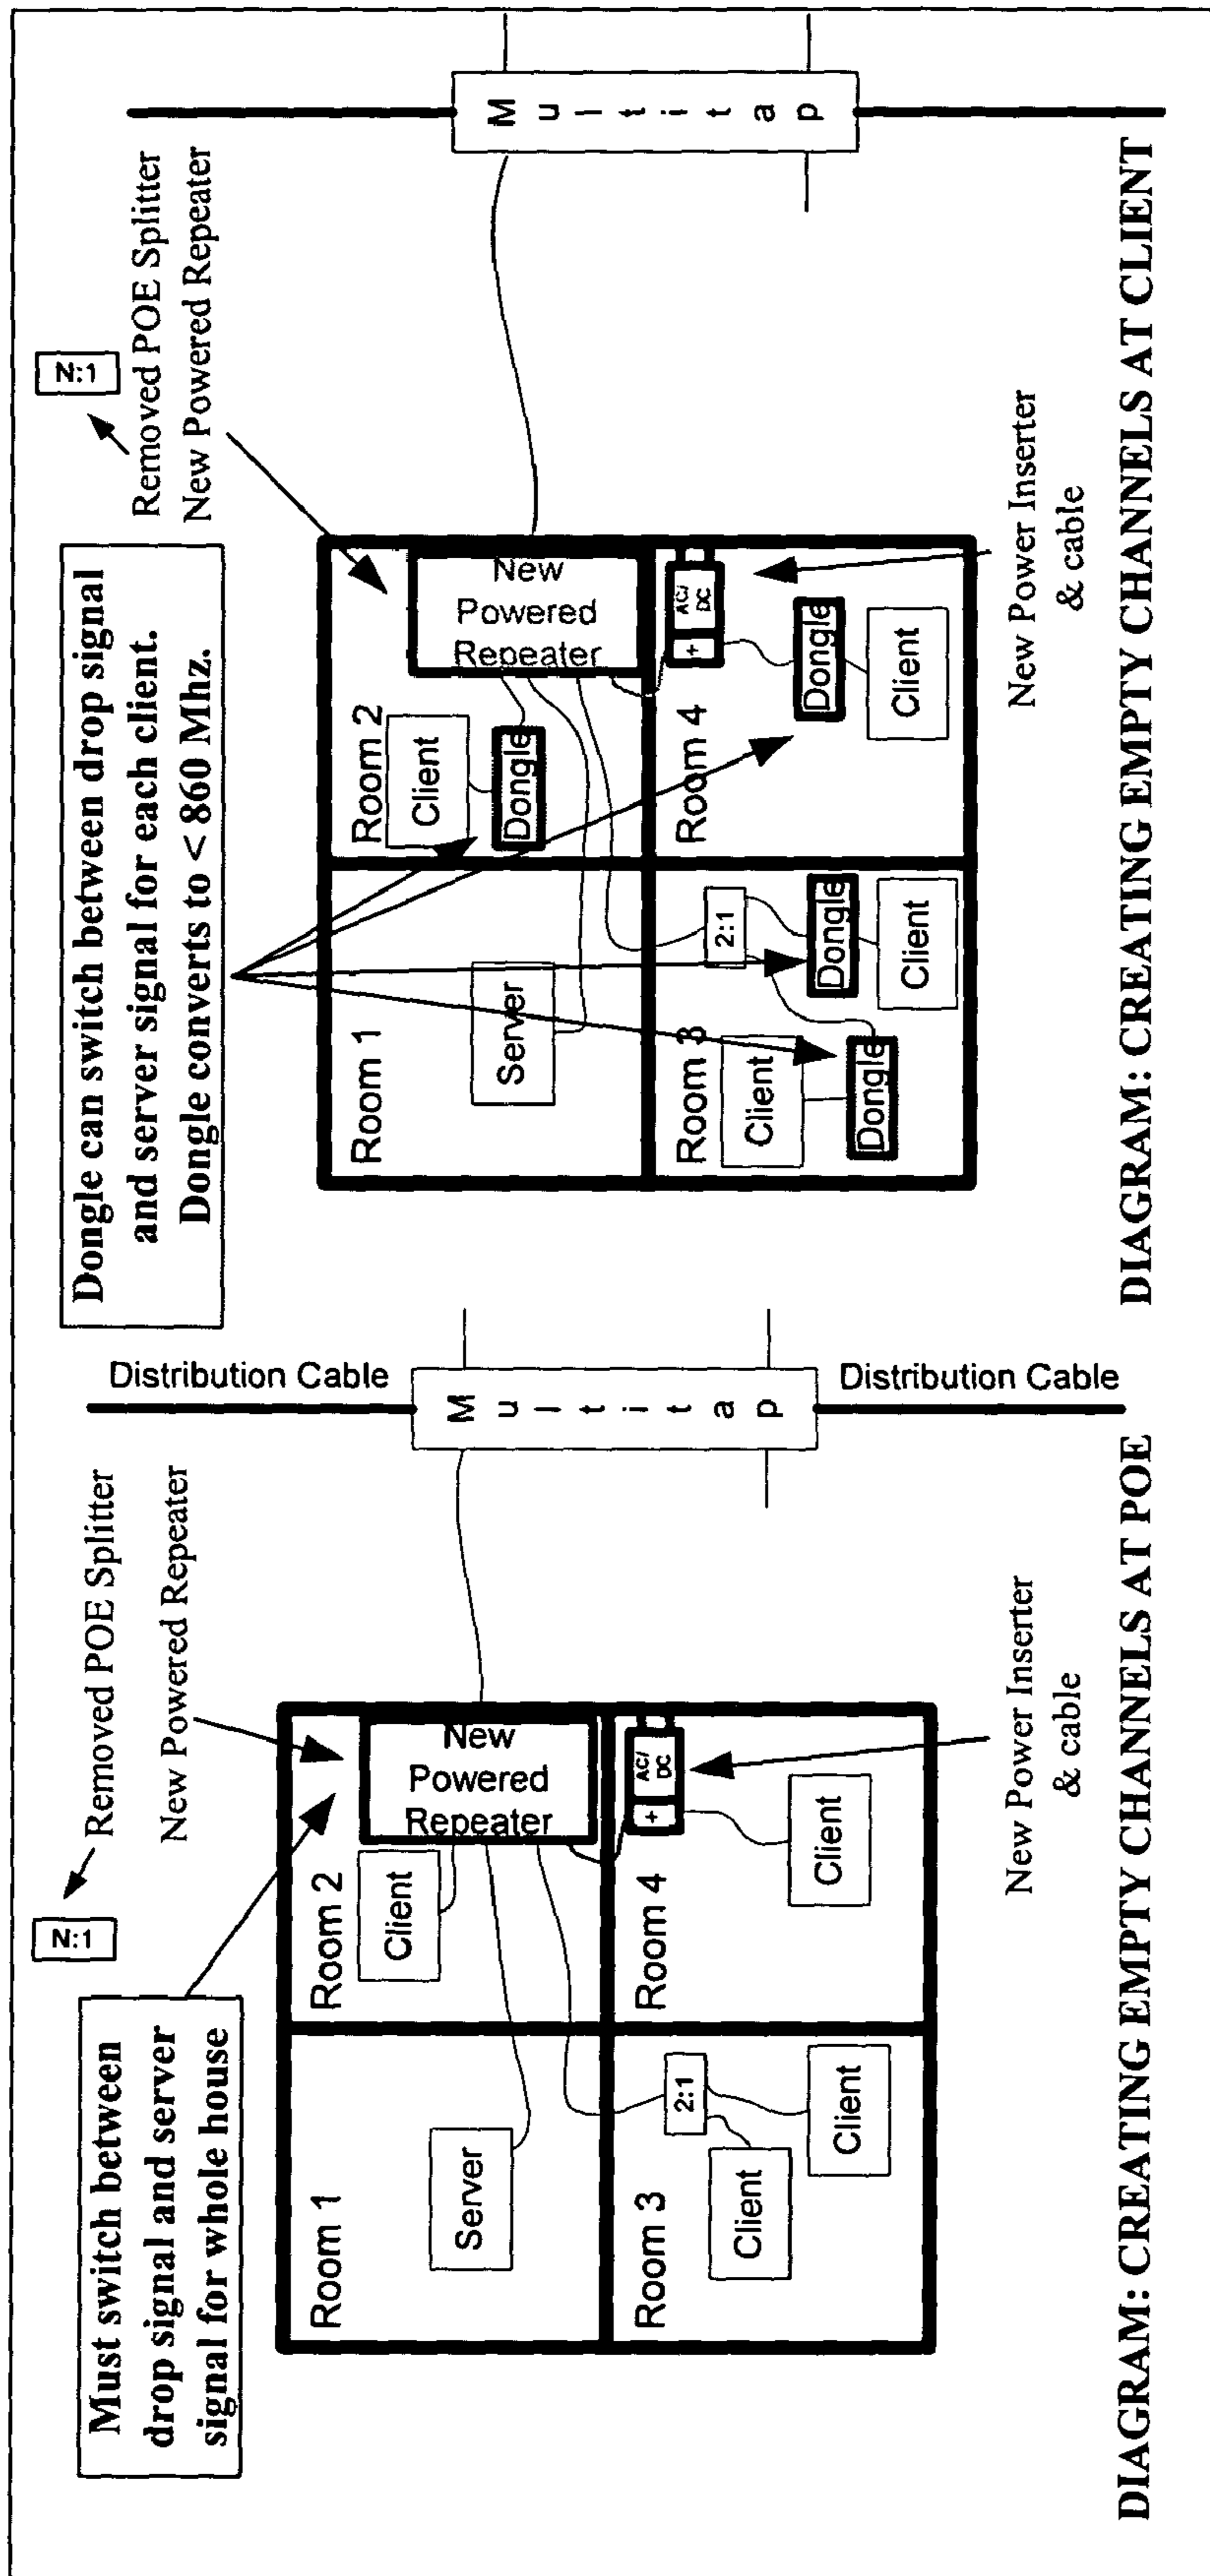 Must switch between
drop signal and server
signal for whole house
N:1
Removed POE Splitter
New Powered Repeater
Room 1
Server
Room 2
Client
New
Powered
Repeater
Room 3
Client
2:1
Client
Room 4
+
AC/
DC
Client
New Power Inserter
& cable
Distribution Cable
Multitap
Distribution Cable
DIAGRAM: CREATING EMPTY CHANNELS AT POE
Dongle can switch between drop signal
and server signal for each client.
Dongle converts to < 860 Mhz.
N:1
Removed POE Splitter
New Powered Repeater
Room 1
Server
Room 2
Client
Dongle
New
Powered
Repeater
Room 3
Client
Dongle
2:1
Dongle
Client
Room 4
+
AC/
DC
Dongle
Client
New Power Inserter
& cable
Multitap
DIAGRAM: CREATING EMPTY CHANNELS AT CLIENT